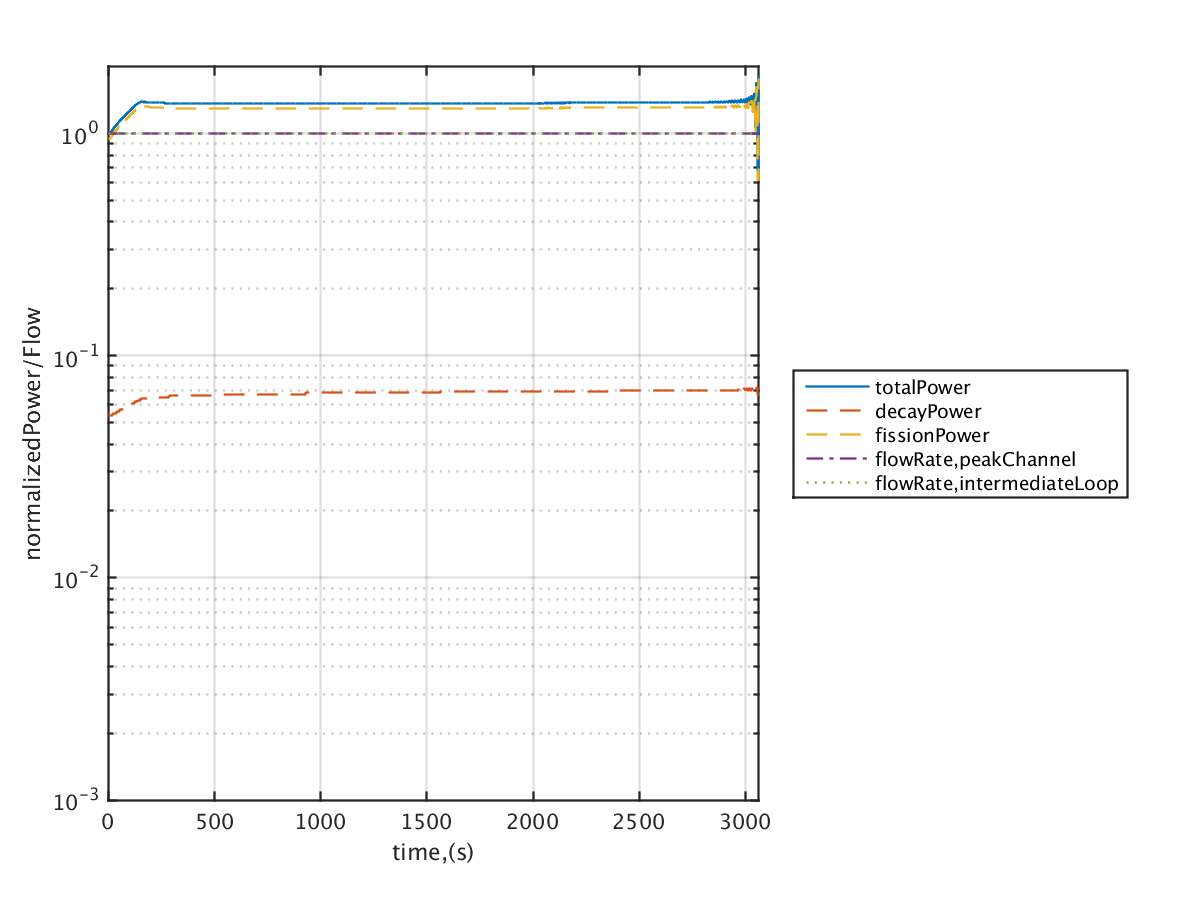 normalizedPower/Flow
10^0
10^-1
10^-2
10^-3
0 500 1000 1500 2000 2500 3000
time,(s)
totalPower
decayPower
fissionPower
flowRate,peakChannel
flowRate,intermediateLoop